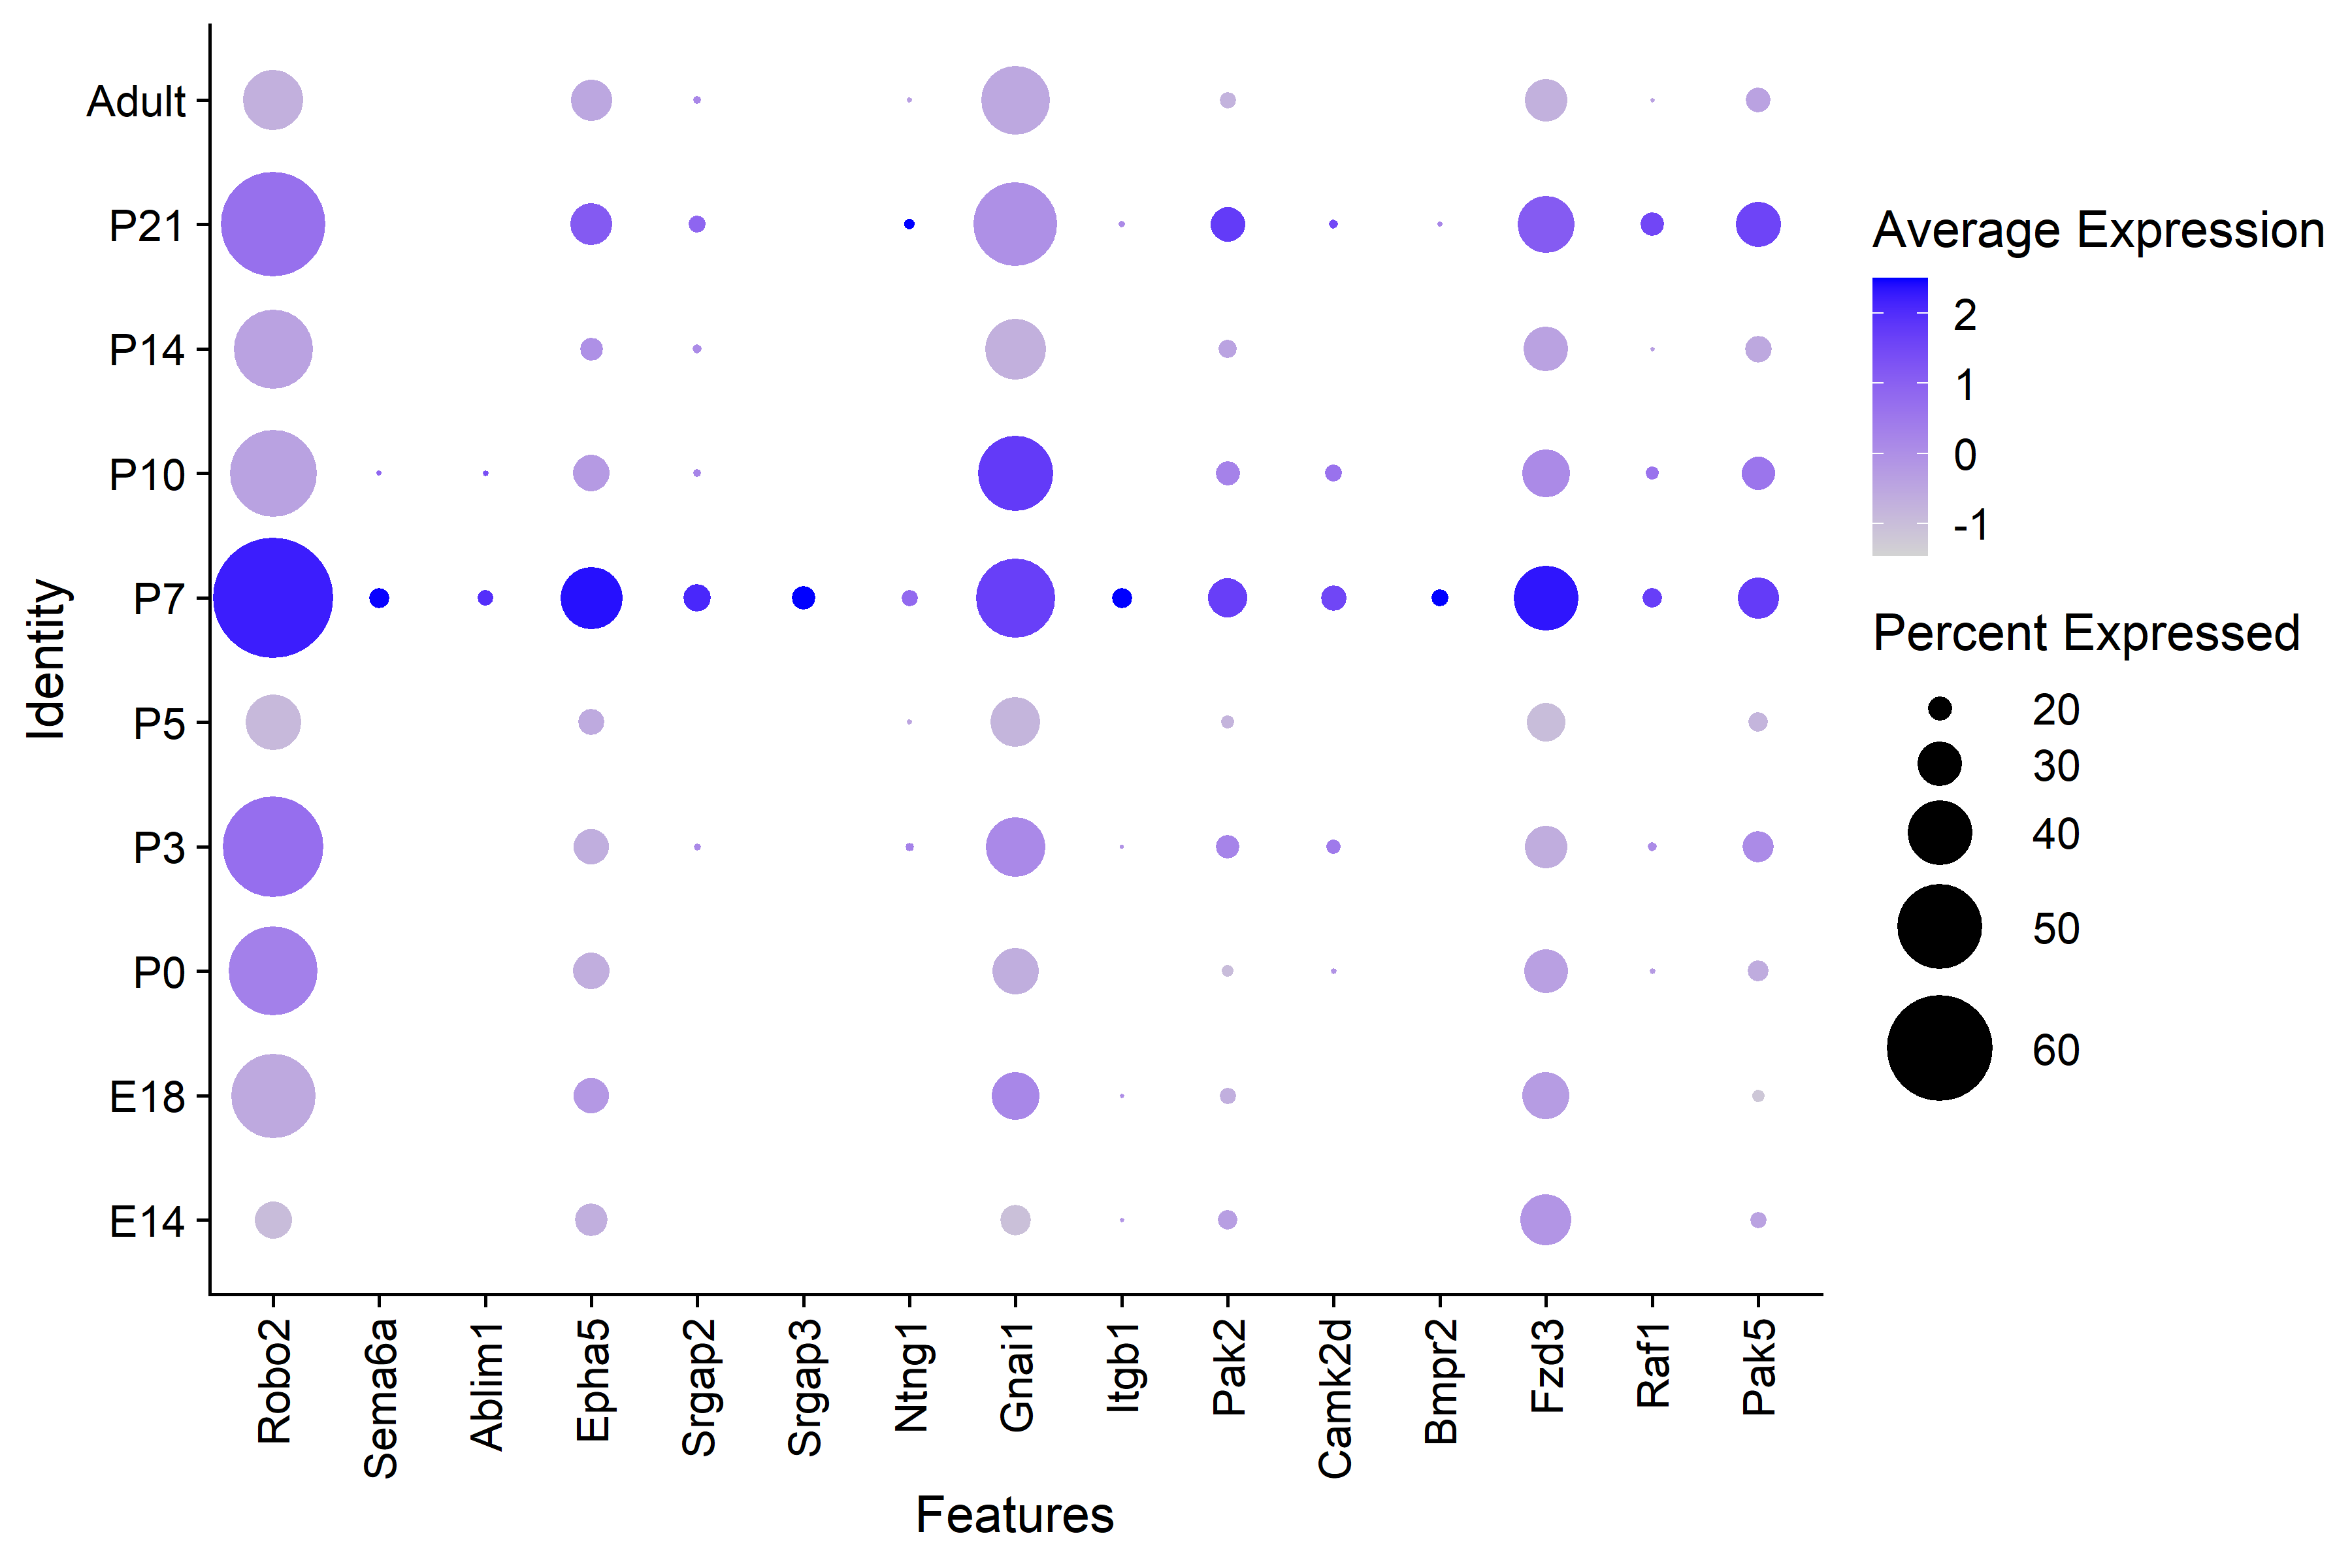 Adult
P21
P14
P10
P7
P5
P3
P0
E18
E14
Identity
Robo2
Sema6a
Ablim1
Epha5
Srgap2
Srgap3
Ntng1
Gnai1
Itgb1
Pak2
Camk2d
Bmpr2
Fzd3
Raf1
Pak5
Features
Average Expression
2
1
0
-1
Percent Expressed
20
30
40
50
60